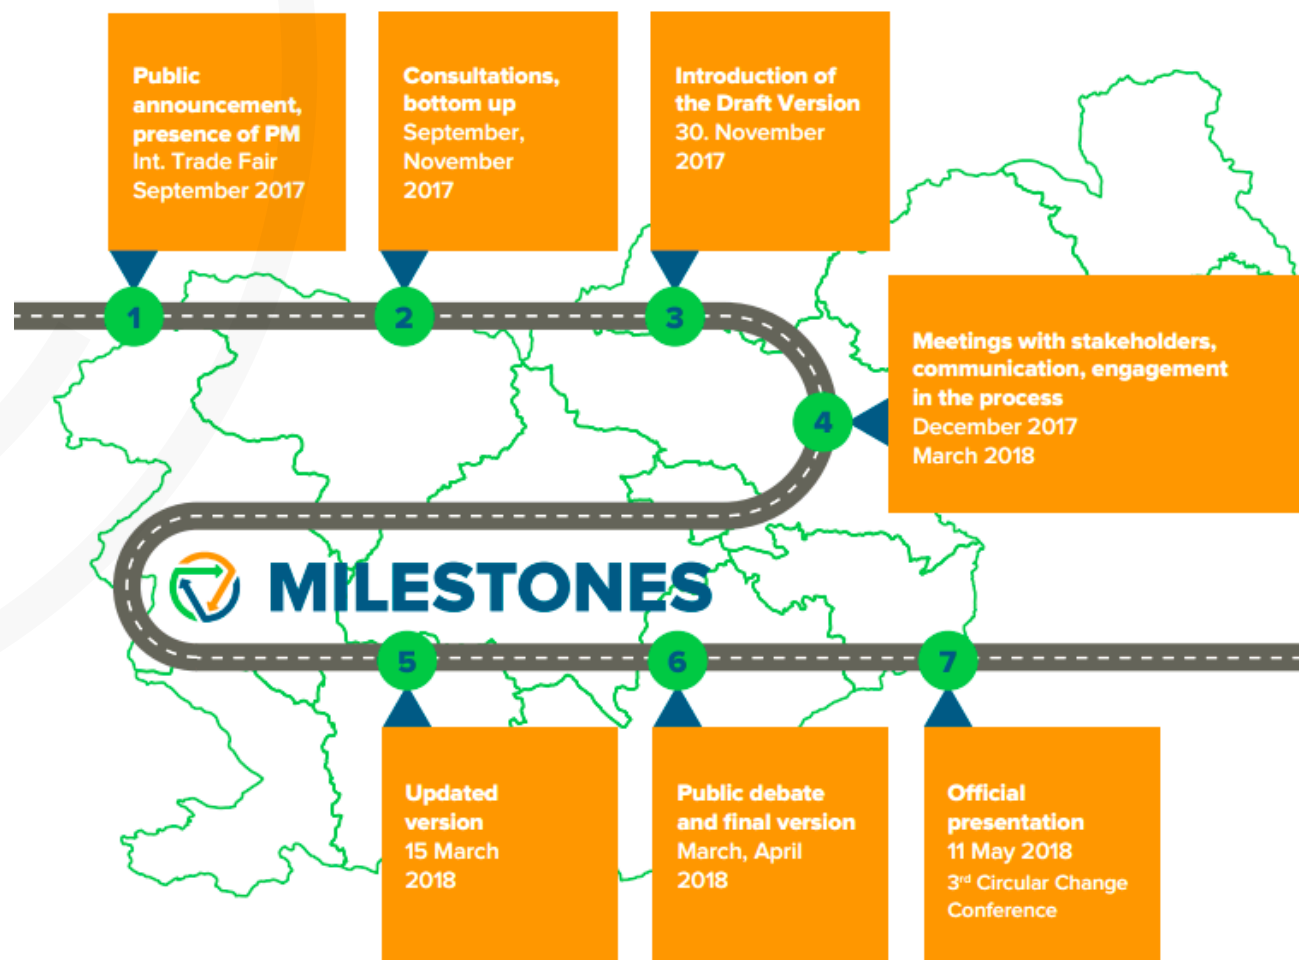 Public
announcement,
presence of PM
Int. Trade Fair
September 2017
Consultations,
bottom up
September,
November
2017
Introduction of
the Draft Version
30. November
2017
1
2
3
Meetings with stakeholders,
communication, engagement
in the process
December 2017
March 2018
4
MILESTONES
5
6
7
Updated
version
15 March
2018
Public debate
and final version
March, April
2018
Official
presentation
11 May 2018
3rd Circular Change
Conference